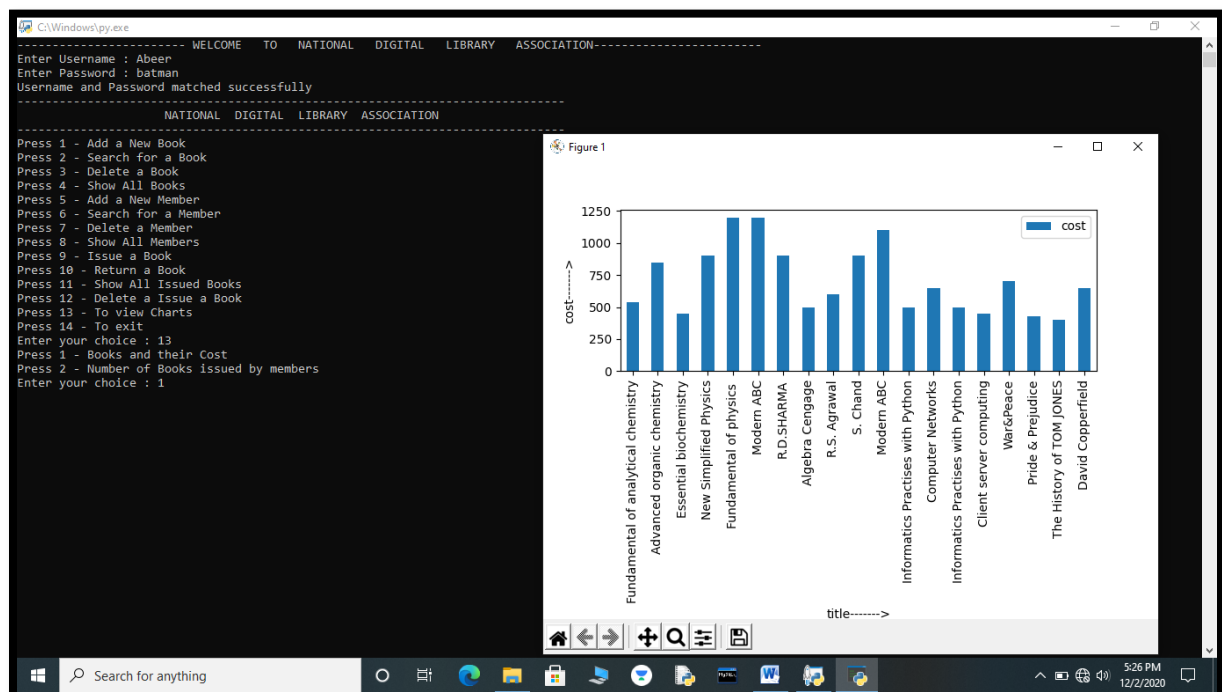 C:\Windows\py.exe
------------------------ WELCOME TO NATIONAL DIGITAL LIBRARY ASSOCIATION------------------------
Enter Username : Abeer
Enter Password : batman
Username and Password matched successfully
------------------------------------------------------------------------------
NATIONAL DIGITAL LIBRARY ASSOCIATION
------------------------------------------------------------------------------
Press 1 - Add a New Book
Press 2 - Search for a Book
Press 3 - Delete a Book
Press 4 - Show All Books
Press 5 - Add a New Member
Press 6 - Search for a Member
Press 7 - Delete a Member
Press 8 - Show All Members
Press 9 - Issue a Book
Press 10 - Return a Book
Press 11 - Show All Issued Books
Press 12 - Delete a Issue a Book
Press 13 - To view Charts
Press 14 - To exit
Enter your choice : 13
Press 1 - Books and their Cost
Press 2 - Number of Books issued by members
Enter your choice : 1
Figure 1
cost
1250
1000
750
500
250
0
cost------->
Fundamental of analytical chemistry
Advanced organic chemistry
Essential biochemistry
New Simplified Physics
Fundamental of physics
Modern ABC
R.D.SHARMA
Algebra Cengage
R.S. Agrawal
S. Chand
Modern ABC
Informatics Practises with Python
Computer Networks
Informatics Practises with Python
Client server computing
War&Peace
Pride & Prejudice
The History of TOM JONES
David Copperfield
title------->
Search for anything
5:26 PM
12/2/2020